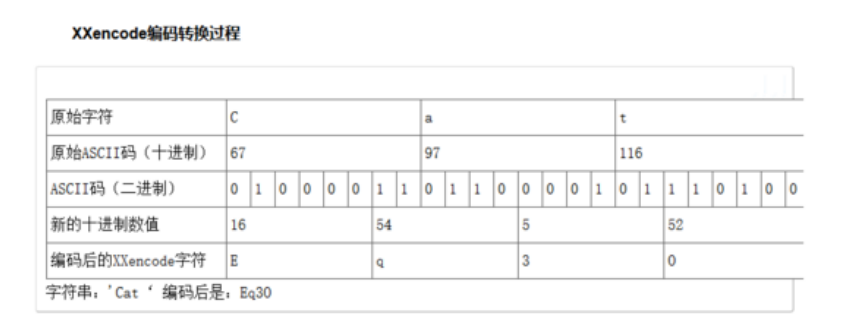 XXencode编码转换过程
原始字符 C a t
原始ASCII码（十进制） 67 97 116
ASCII码（二进制） 0 1 0 0 0 0 1 1 0 1 1 0 0 0 0 1 0 1 1 1 0 1 0 0
新的十进制数值 16 54 5 52
编码后的XXencode字符 E q 3 0
字符串：'Cat ‘ 编码后是：Eq30